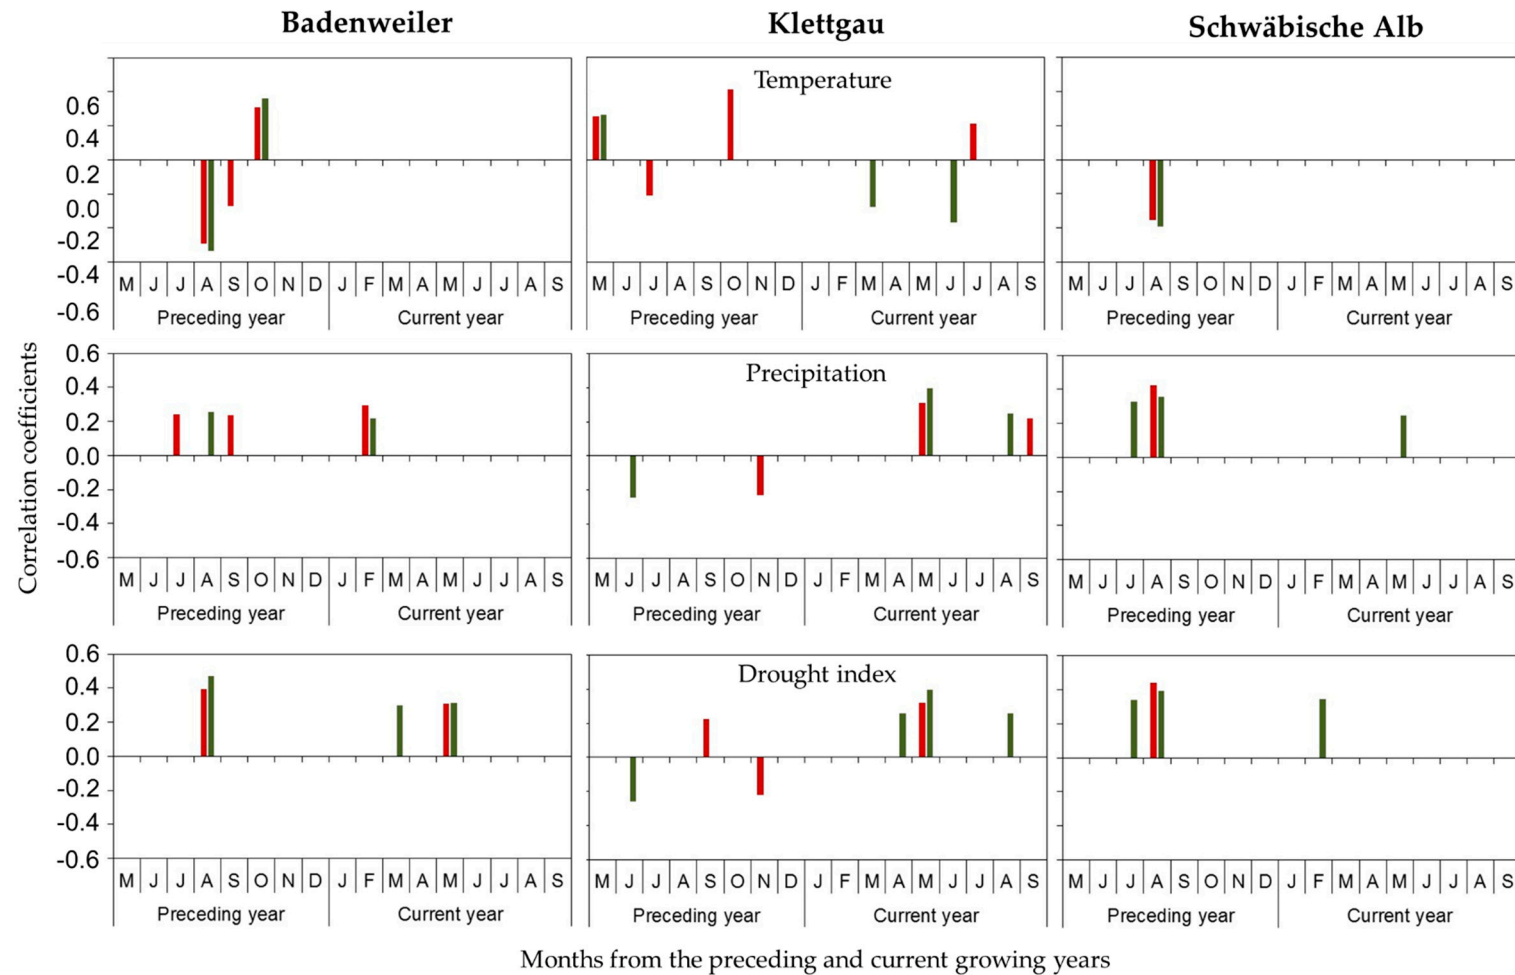 Badenweiler Klettgau Schwäbische Alb
Temperature
0.6
0.4
0.2
0.0
-0.2
-0.4
-0.6
M J J A S O N D J F M A M J J A S
Preceding year Current year
M J J A S O N D J F M A M J J A S
Preceding year Current year
M J J A S O N D J F M A M J J A S
Preceding year Current year
Correlation coefficients
Precipitation
0.6
0.4
0.2
0.0
-0.2
-0.4
-0.6
M J J A S O N D J F M A M J J A S
Preceding year Current year
M J J A S O N D J F M A M J J A S
Preceding year Current year
M J J A S O N D J F M A M J J A S
Preceding year Current year
Drought index
0.6
0.4
0.2
0.0
-0.2
-0.4
-0.6
M J J A S O N D J F M A M J J A S
Preceding year Current year
M J J A S O N D J F M A M J J A S
Preceding year Current year
M J J A S O N D J F M A M J J A S
Preceding year Current year
Months from the preceding and current growing years